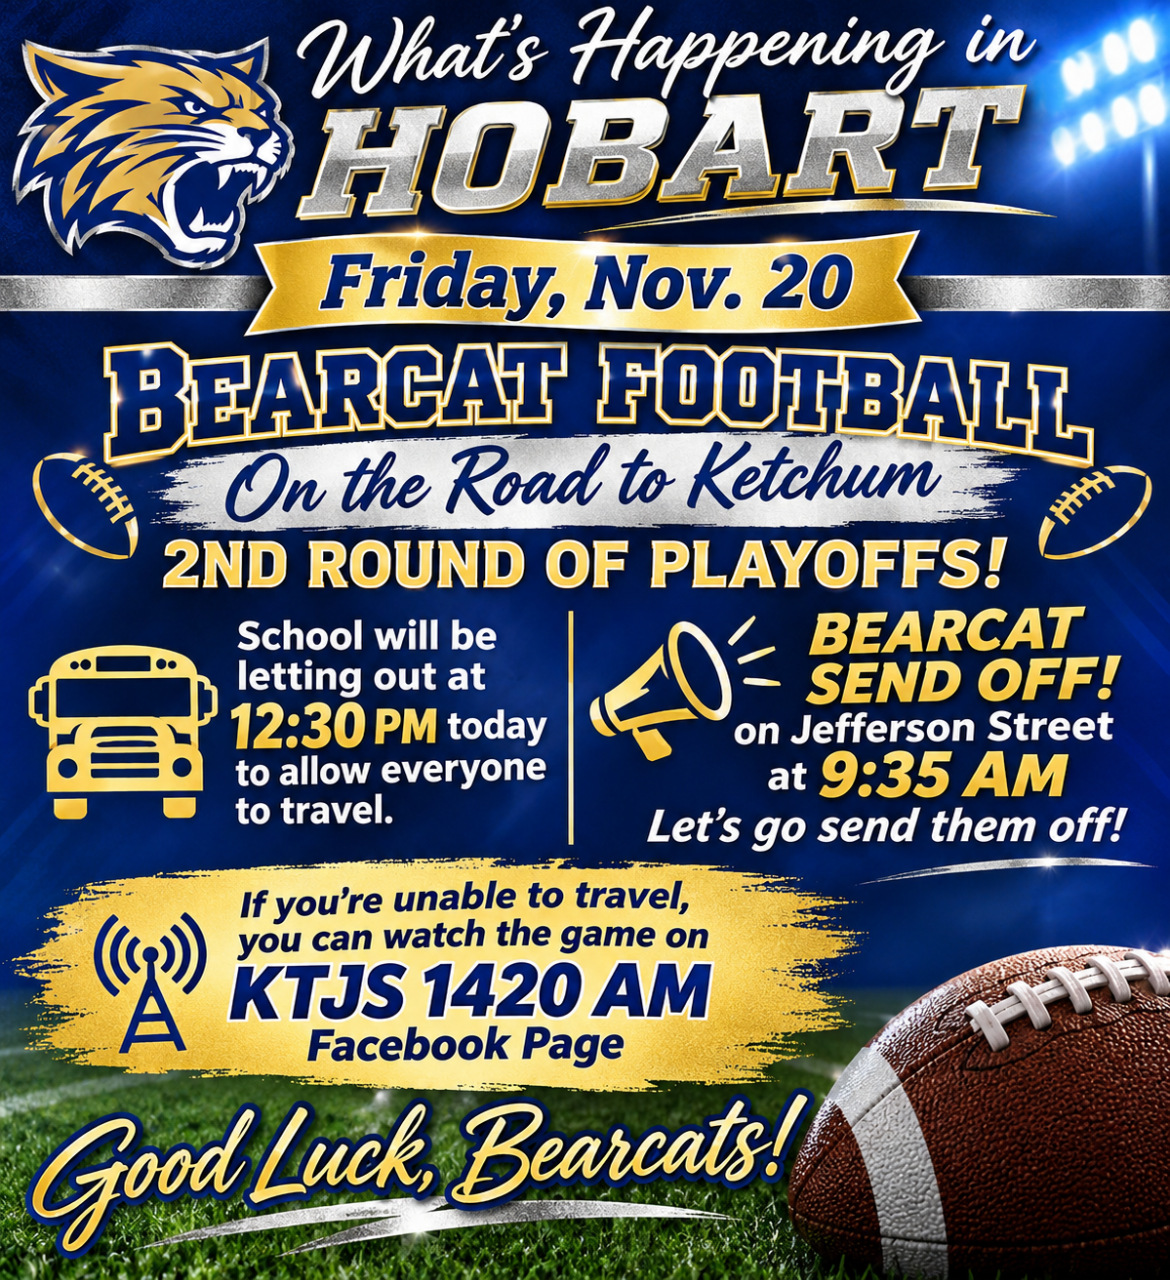 What's Happening in
HOBART
Friday, Nov. 20
BEARCAT FOOTBALL
On the Road to Ketchum
2ND ROUND OF PLAYOFFS!
School will be
letting out at
12:30 PM today
to allow everyone
to travel.
BEARCAT
SEND OFF!
on Jefferson Street
at 9:35 AM
Let's go send them off!
If you're unable to travel,
you can watch the game on
KTJS 1420 AM
Facebook Page
Good Luck, Bearcats!